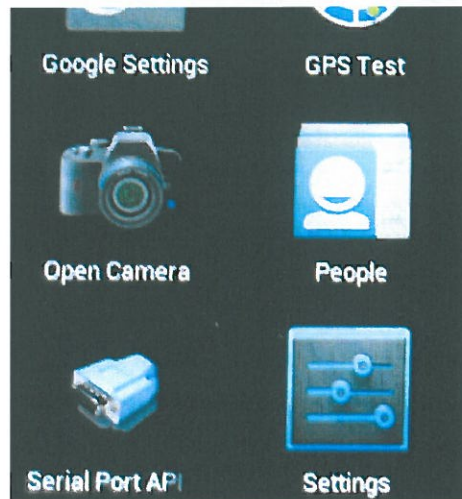 Google Settings
GPS Test
Open Camera
People
Serial Port API
Settings